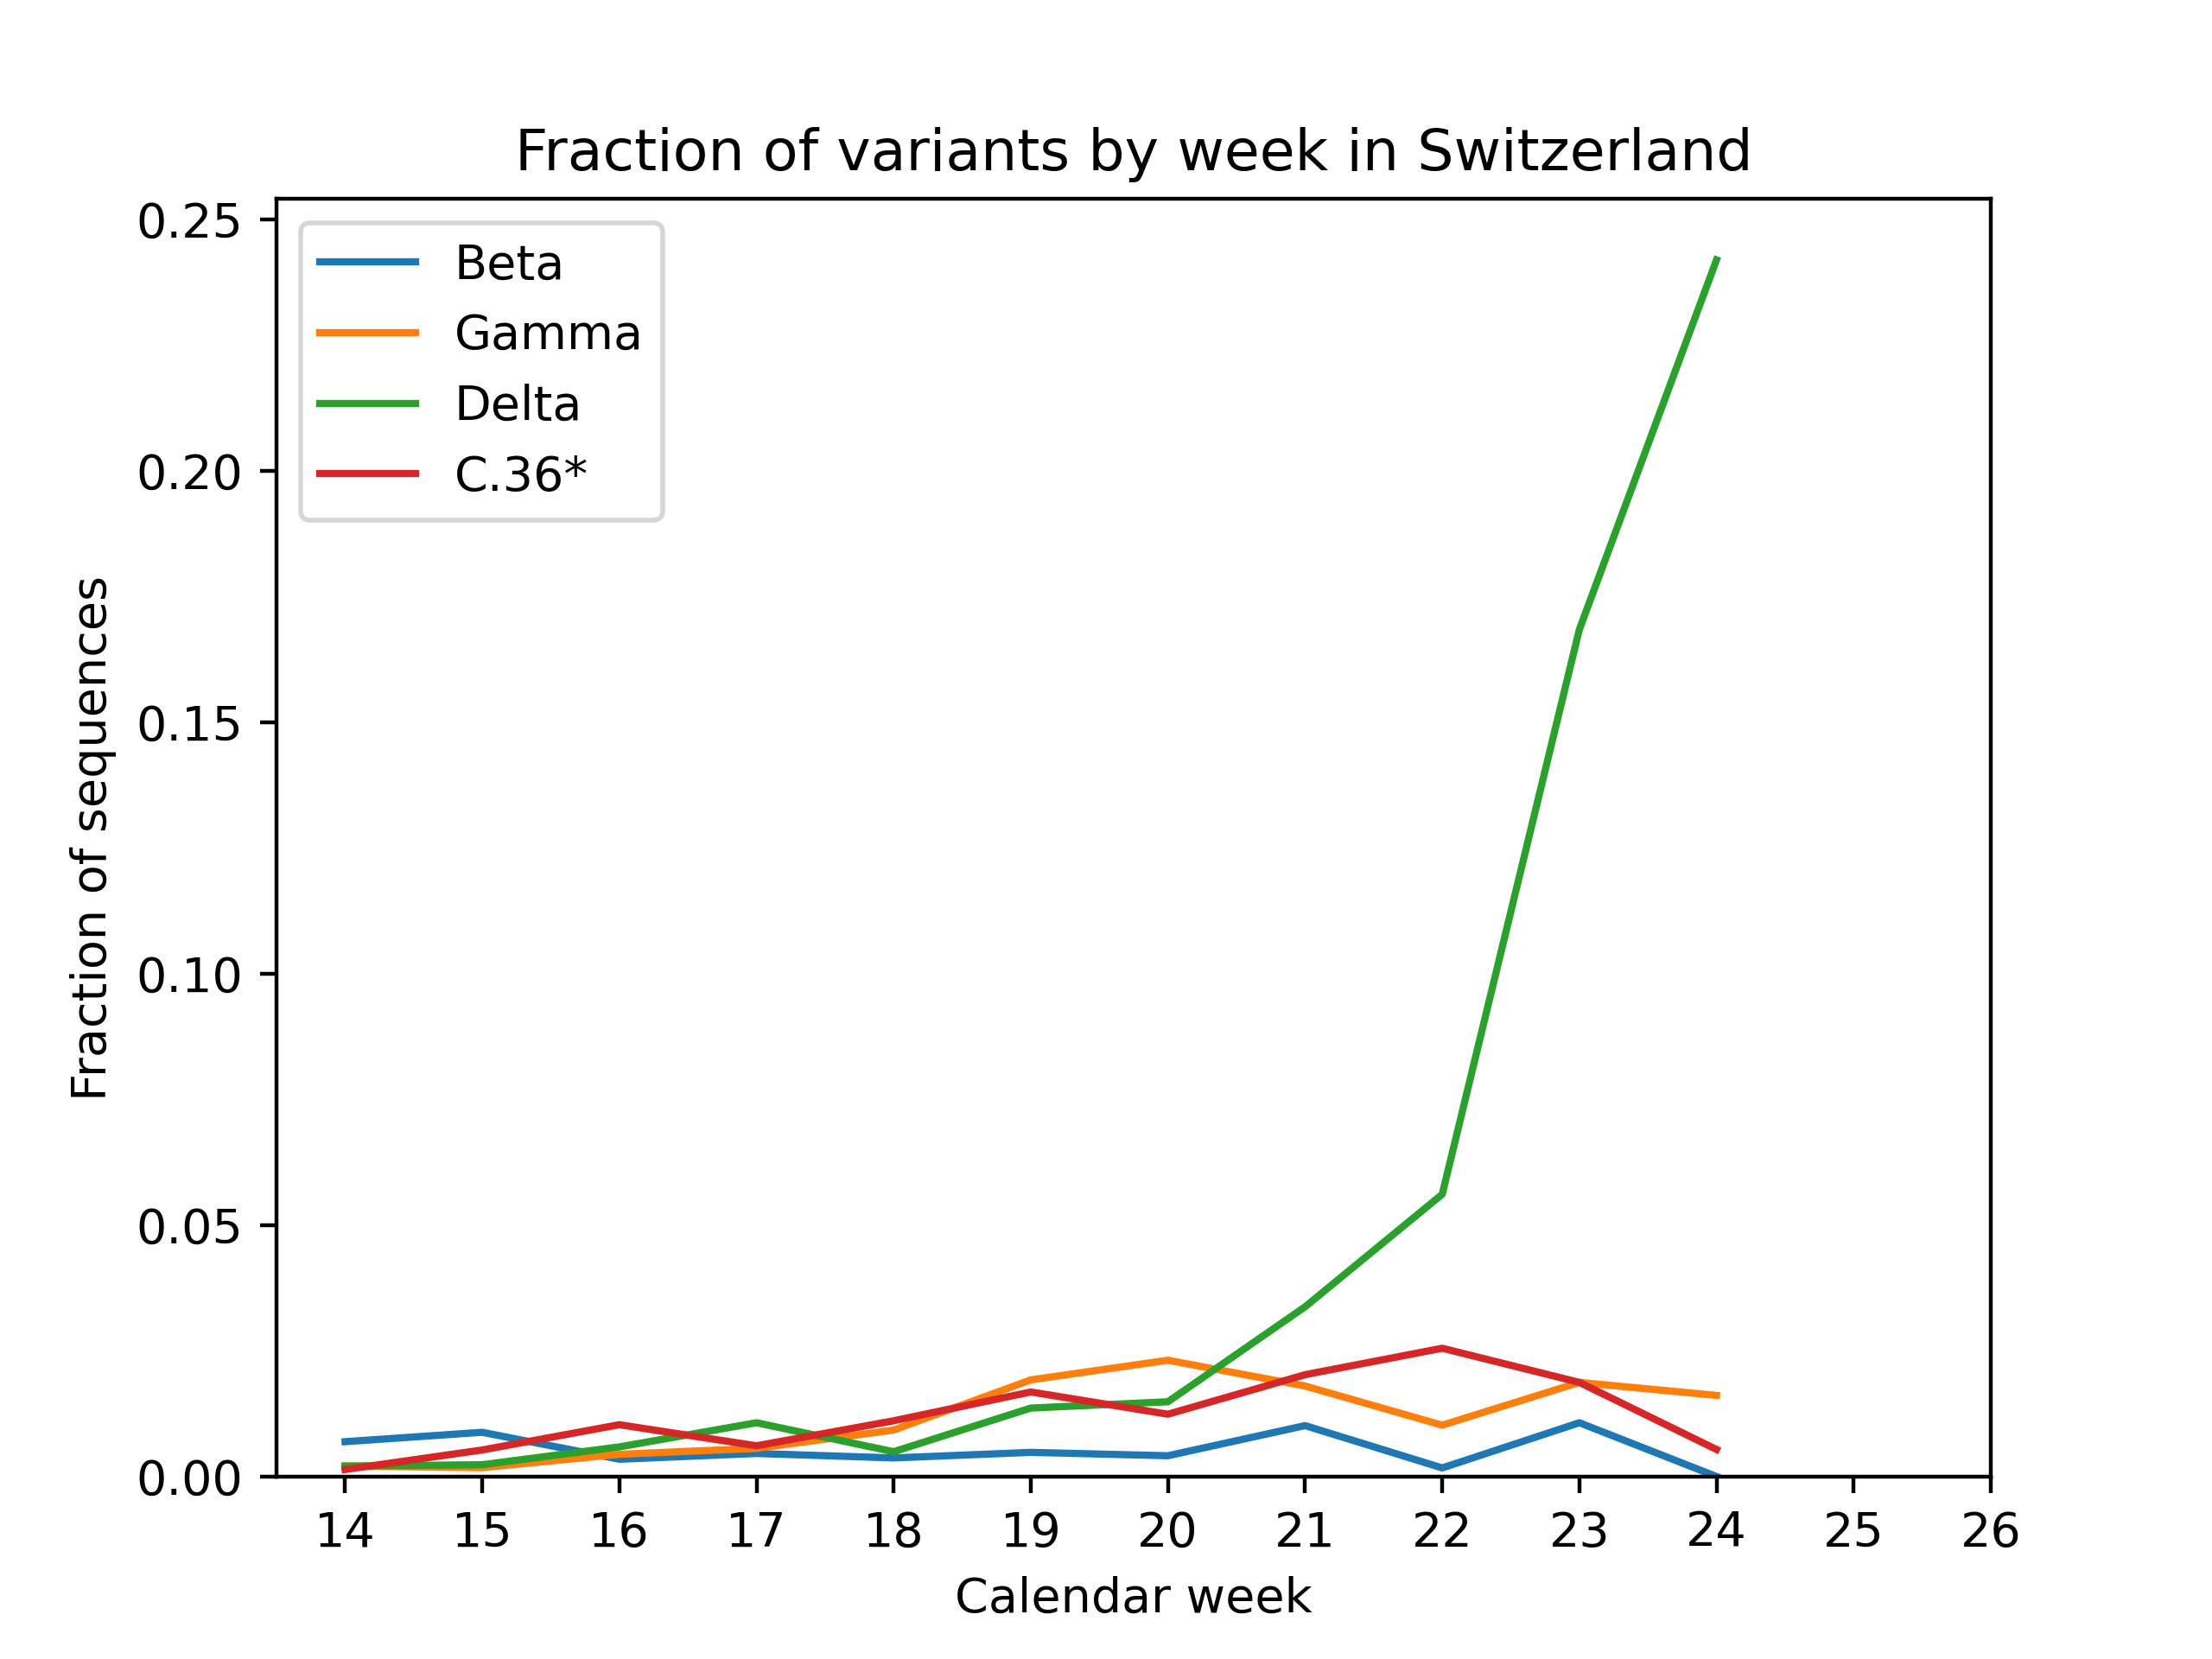 Fraction of variants by week in Switzerland
0.25
0.20
0.15
0.10
0.05
0.00
Fraction of sequences
Beta
Gamma
Delta
C.36*
14 15 16 17 18 19 20 21 22 23 24 25 26
Calendar week